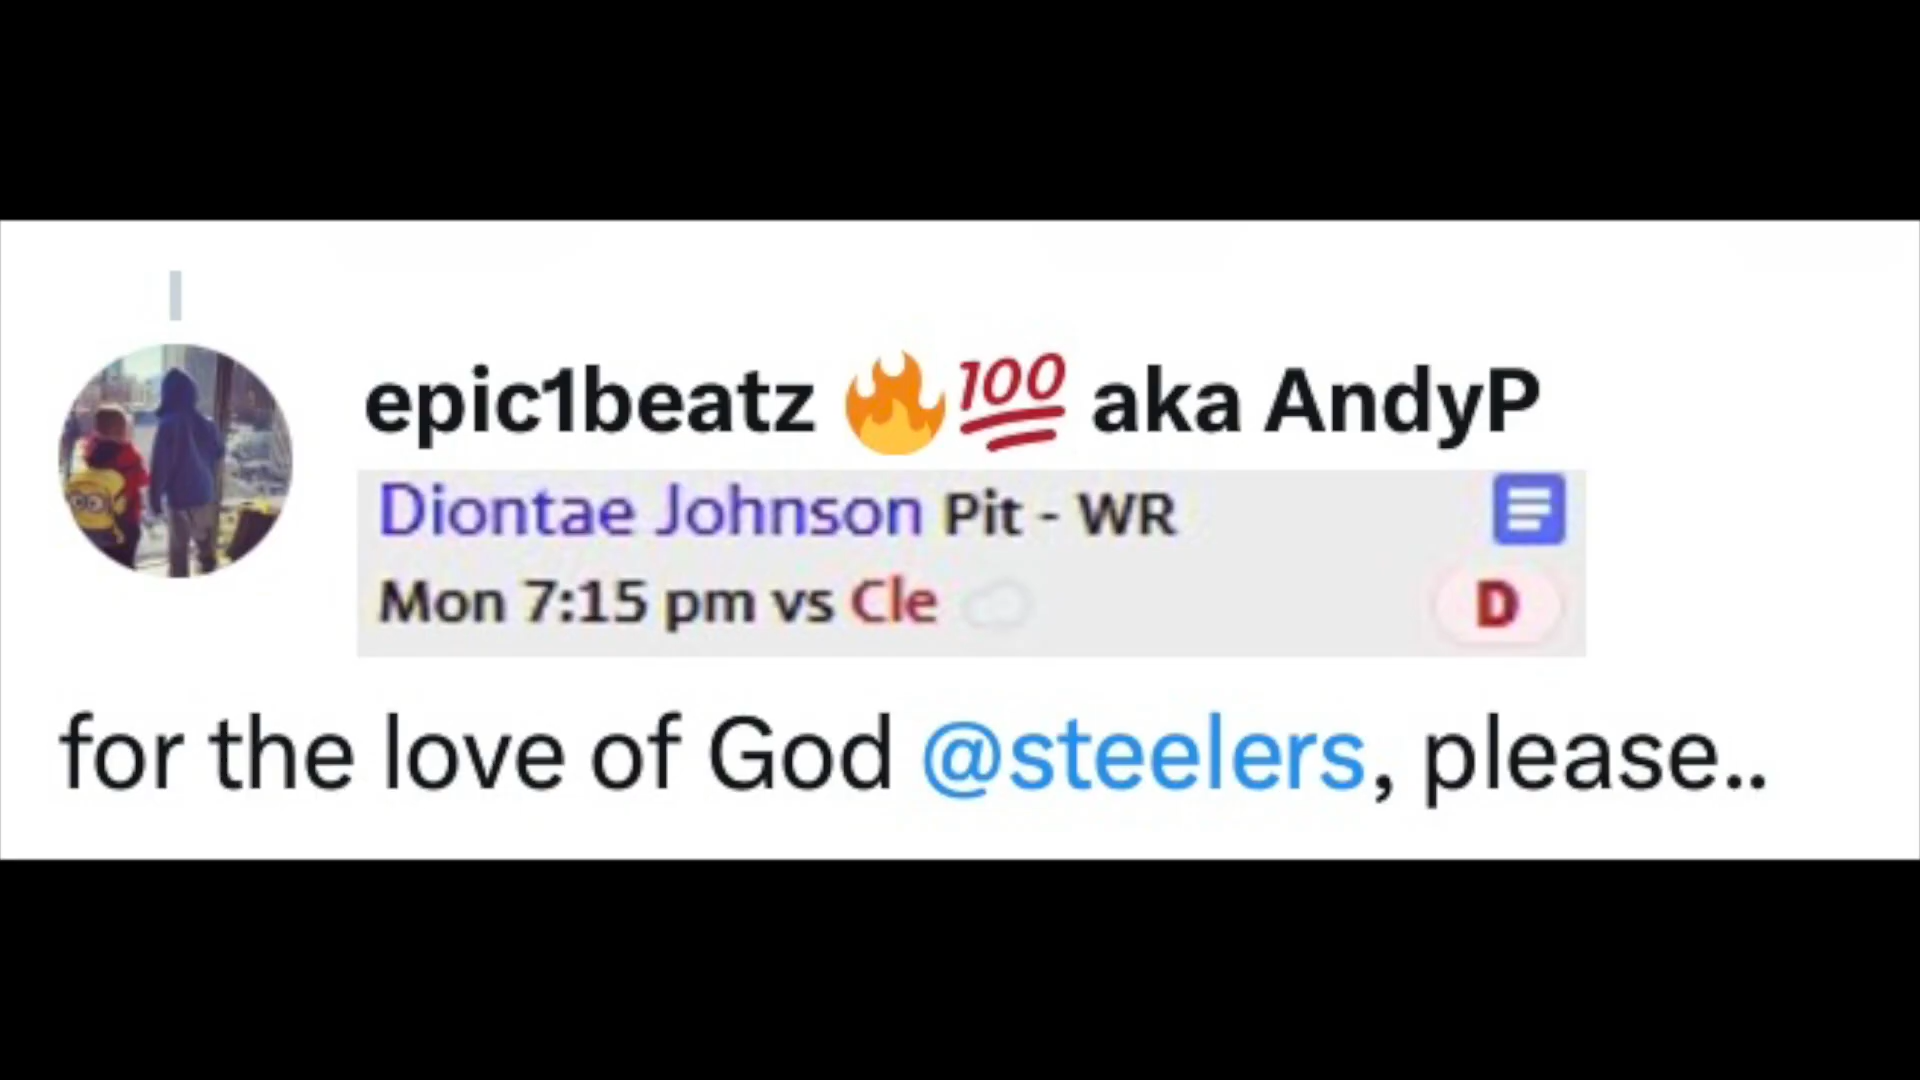 epic1beatz 🔥💯 aka AndyP
Diontae Johnson Pit - WR
Mon 7:15 pm vs Cle
D
for the love of God @steelers, please..